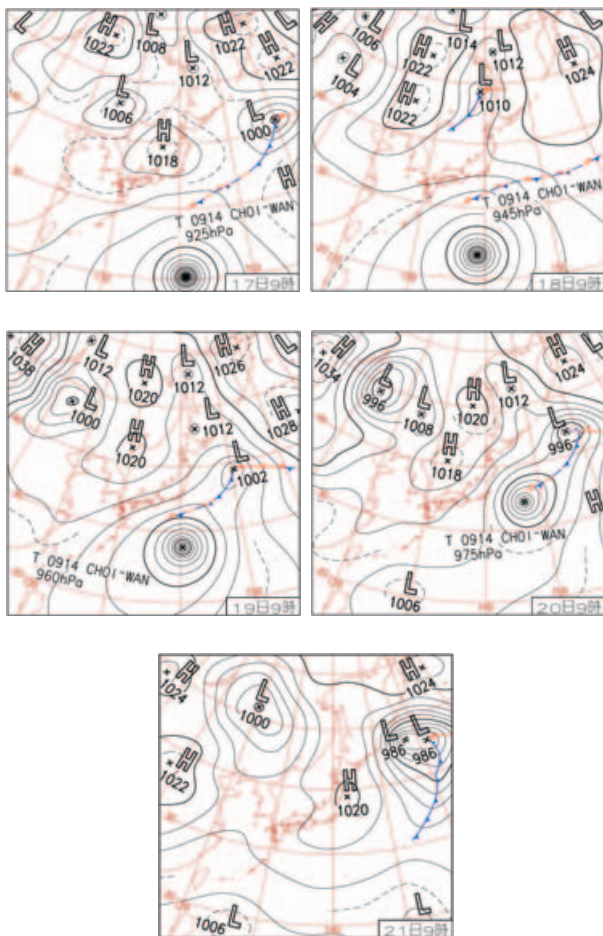 L
H
1022
L
1008
H
1022
L
1012
H
1022
L
1006
L
1000
H
1018
H
T 0914 CHOI-WAN
925hPa
17日9時
H
L
1006
L
1014
L
1012
H
1024
H
1022
L
1004
L
1010
H
1022
T 0914 CHOI-WAN
945hPa
18日9時
H
1038
L
1012
H
1020
L
1012
H
1026
L
L
1000
L
1012
H
1028
H
1020
L
1002
T 0914 CHOI-WAN
960hPa
19日9時
H
1034
L
996
L
1008
H
1020
L
1012
H
1024
L
L
996
H
1018
H
T 0914 CHOI-WAN
975hPa
L
1006
20日9時
H
1024
L
1000
H
1024
L
986
L
986
H
1022
H
1020
L
1006
L
21日9時